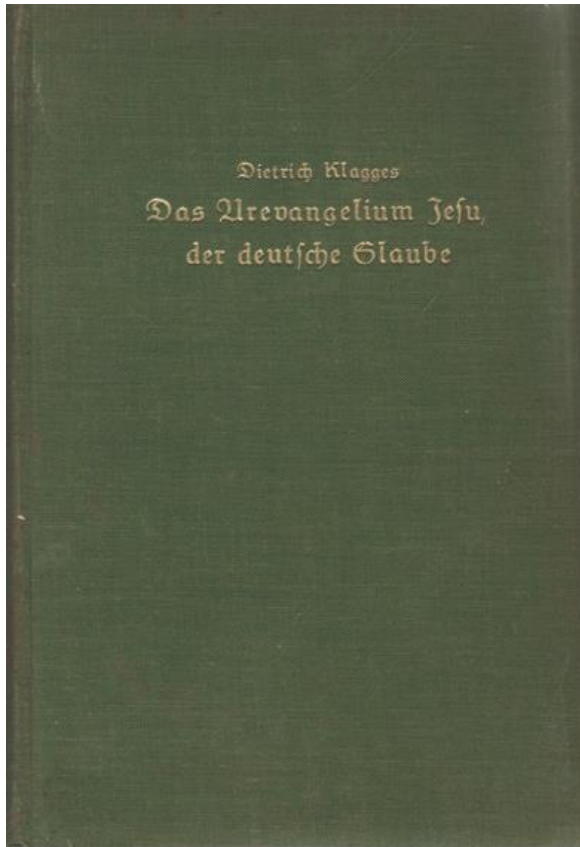 Dietrich Klagges
Das Urevangelium Jesu,
der deutsche Glaube